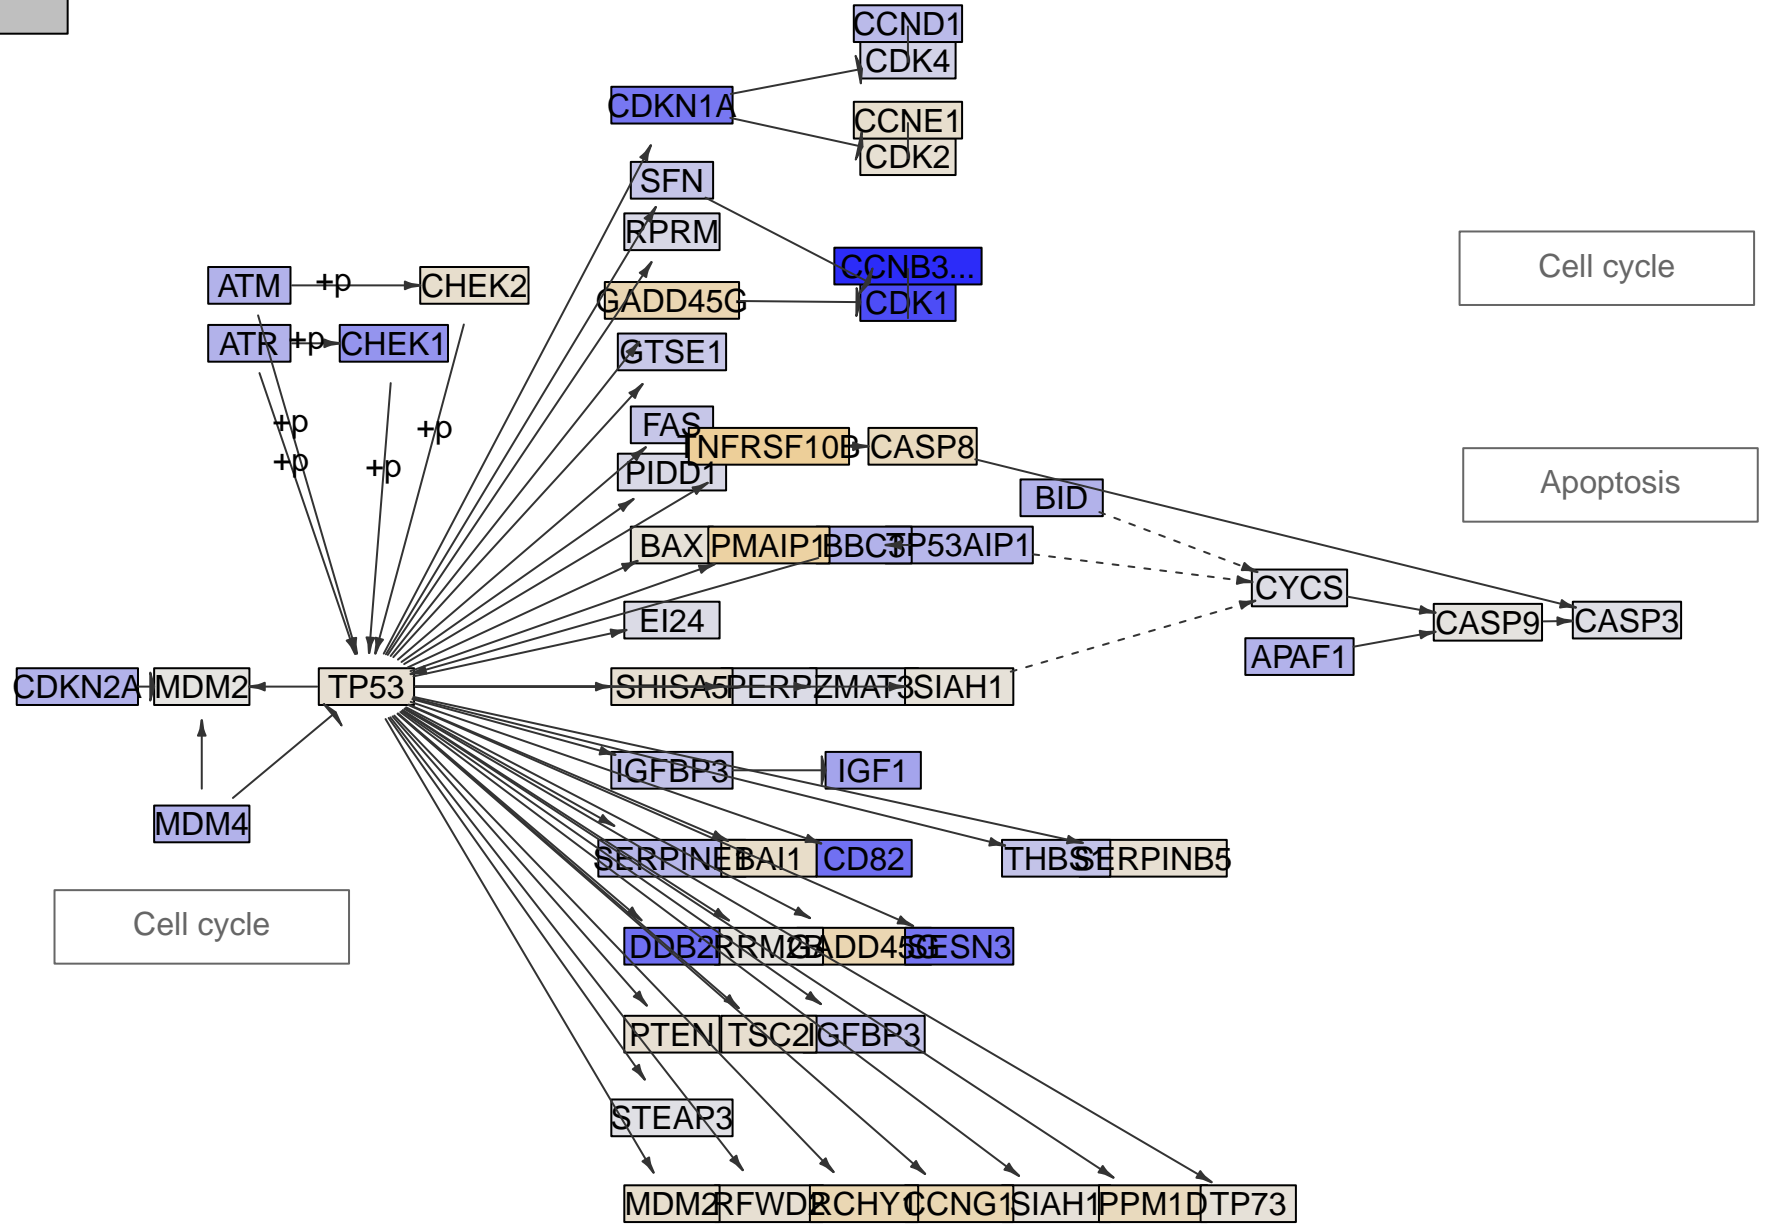 CCND1
CDK4
CDKN1A
CCNE1
CDK2
SFN
RPRM
Cell cycle
CCNB3...
ATM
+p
CHEK2
GADD45G
CDK1
ATR
+p
CHEK1
GTSE1
+p
+p
FAS
TNFRSF10B
CASP8
+p
+p
PIDD1
Apoptosis
BID
BAX
PMAIP1
BBC3
TP53AIP1
CYCS
EI24
CASP9
CASP3
APAF1
CDKN2A
MDM2
TP53
SHISA5
PERP
ZMAT3
SIAH1
IGFBP3
IGF1
MDM4
SERPINE1
BAI1
CD82
THBS1
SERPINB5
Cell cycle
DDB2
RRM2B
GADD45G
SESN3
PTEN
TSC2
IGFBP3
STEAP3
MDM2
RFWD2
RCHY1
CCNG1
SIAH1
PPM1D
TP73